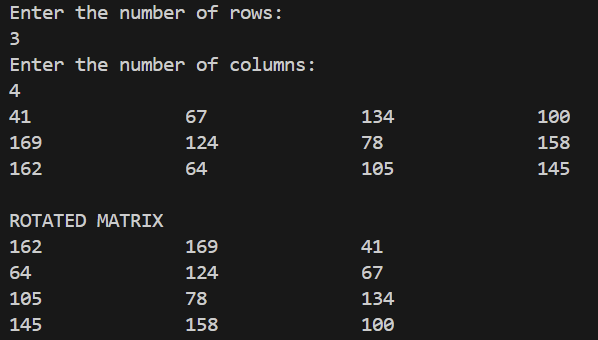 Enter the number of rows:
3
Enter the number of columns:
4
41 67 134 100
169 124 78 158
162 64 105 145

ROTATED MATRIX
162 169 41
64 124 67
105 78 134
145 158 100